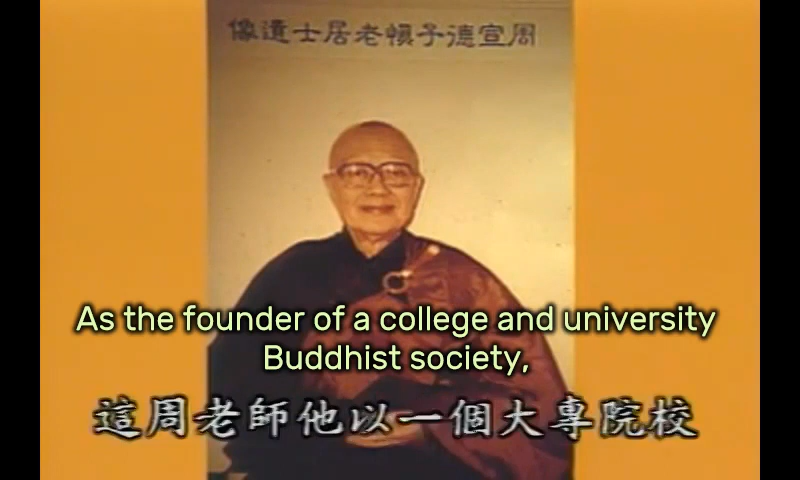 周宣德子愼老居士遺像
As the founder of a college and university
Buddhist society,
這周老師他以一個大專院校